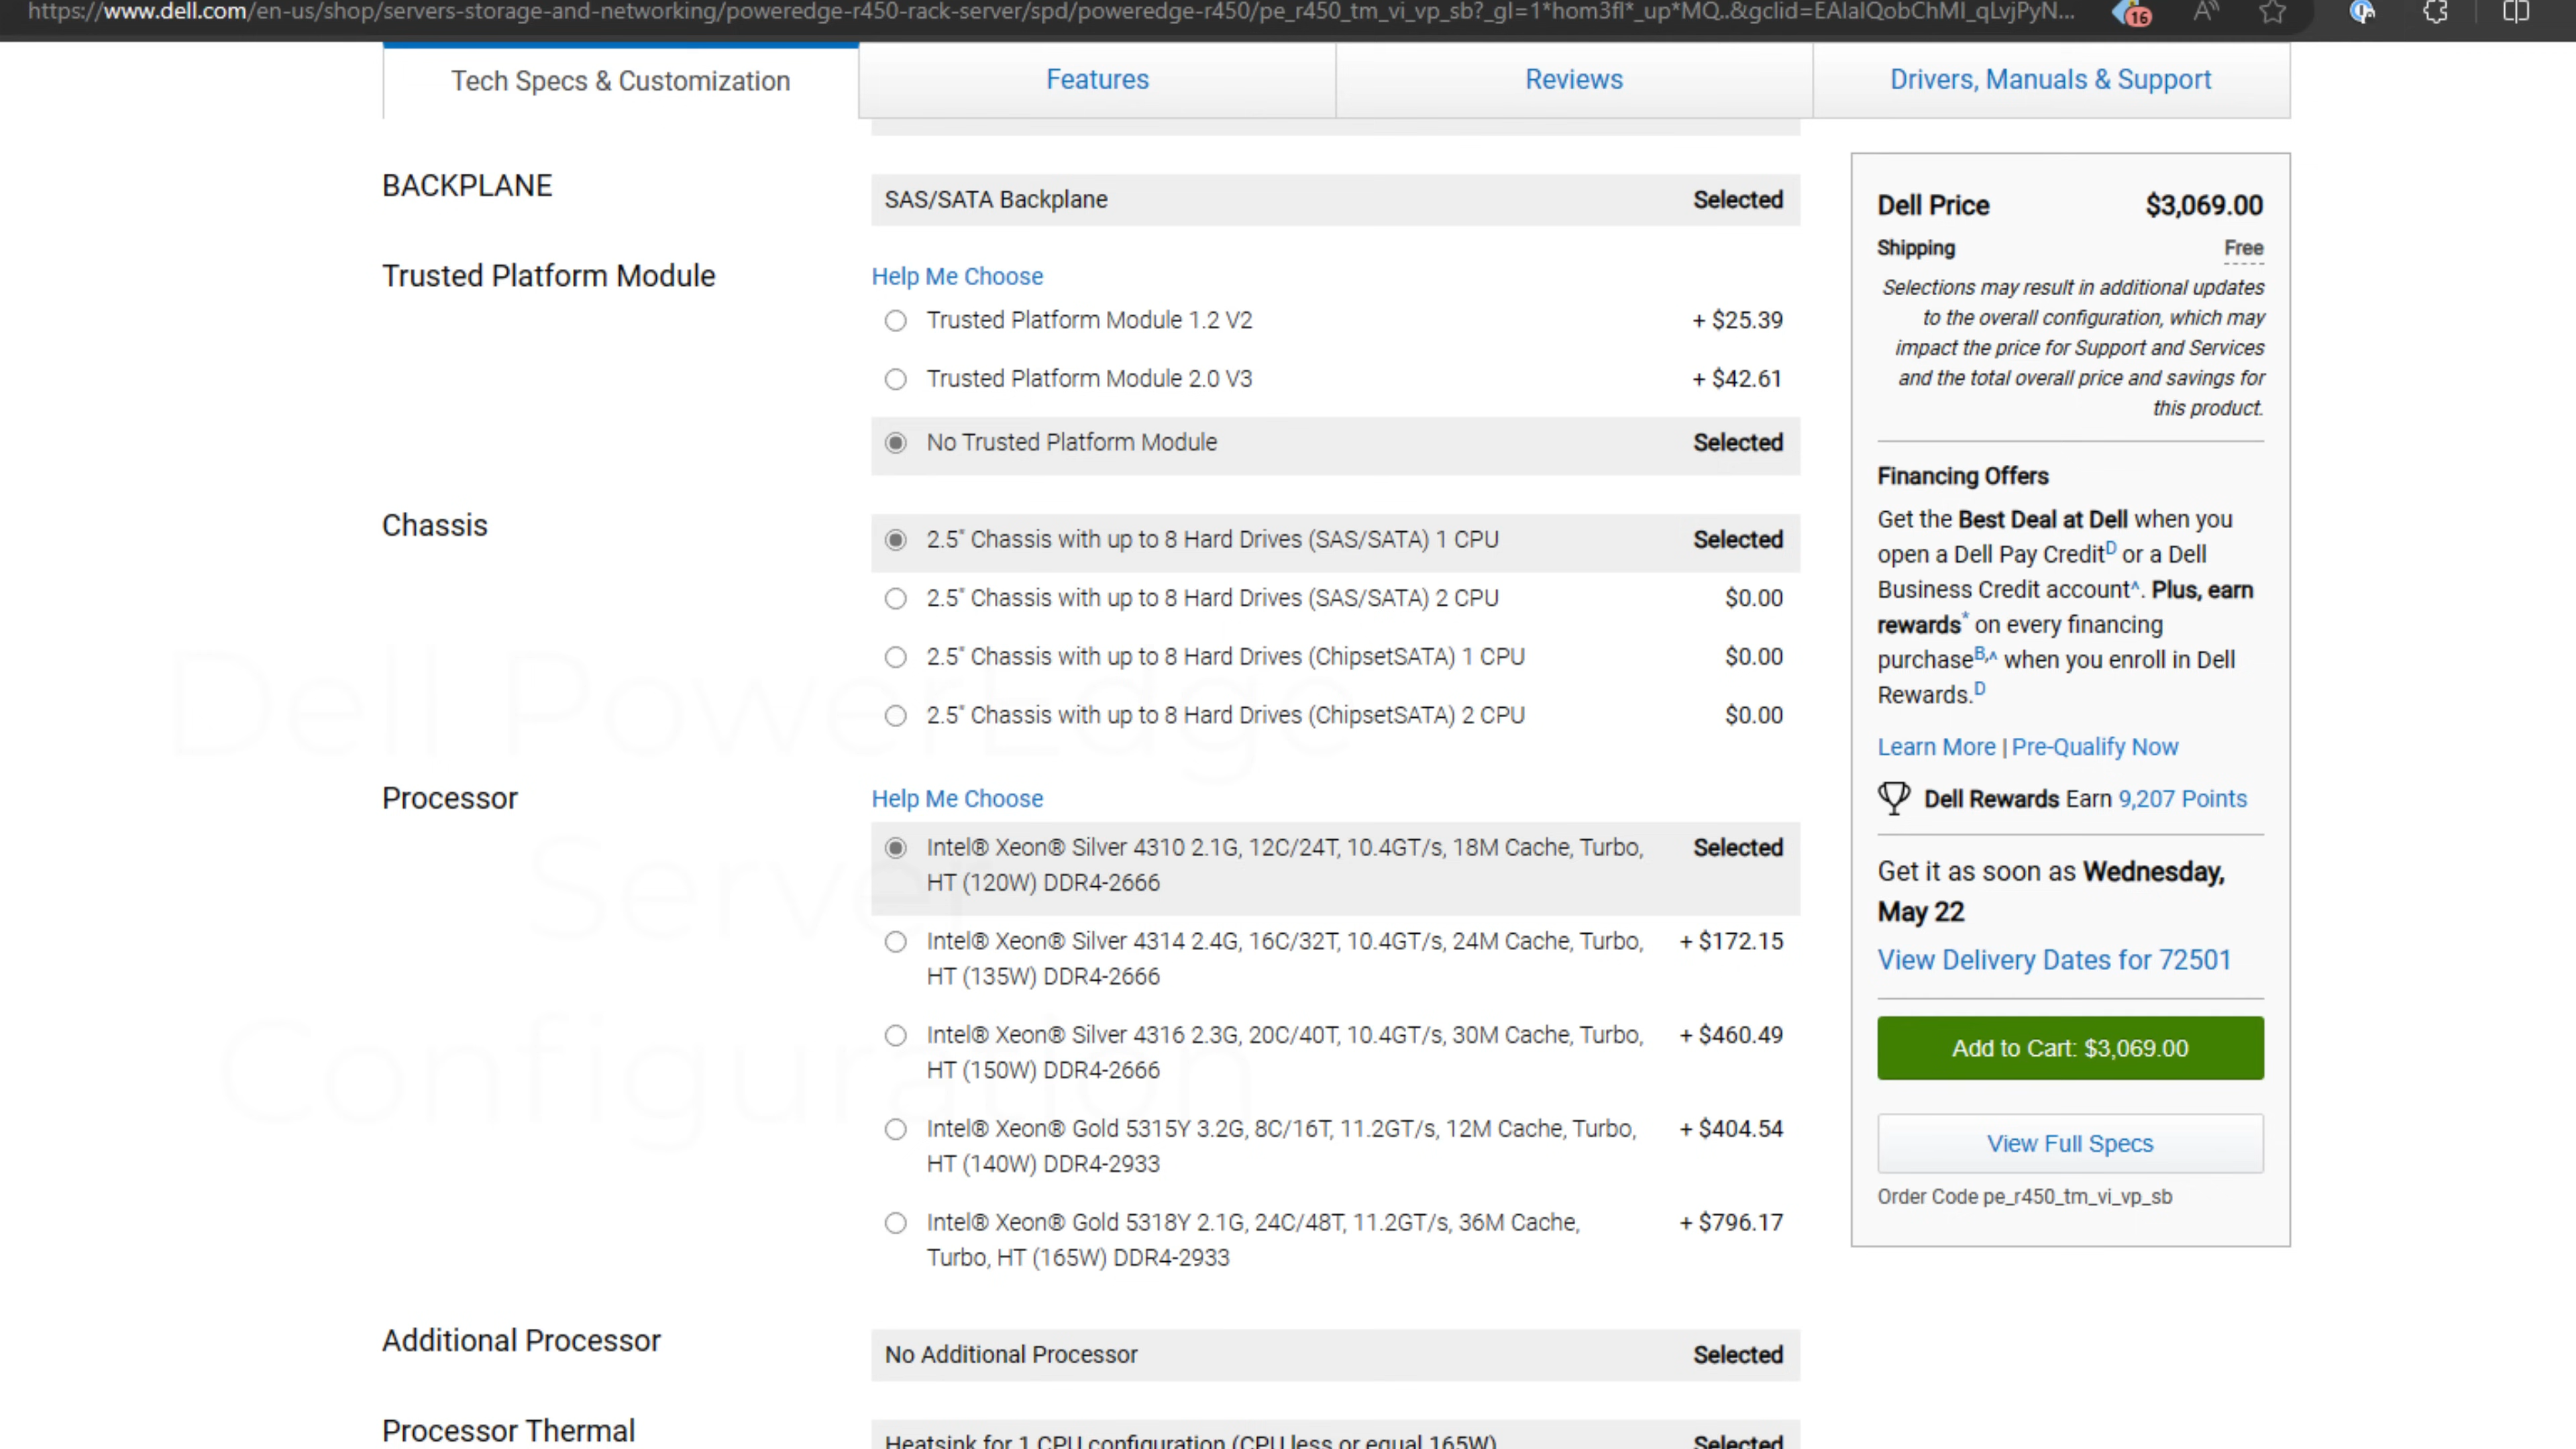 https://www.dell.com/en-us/shop/servers-storage-and-networking/poweredge-r450-rack-server/spd/poweredge-r450/pe_r450_tm_vi_vp_sb?_gl=1*hom3fl*_up*MQ..&gclid=EAIaIQobChMI_qLvjPyN...
16
Tech Specs & Customization
Features
Reviews
Drivers, Manuals & Support
BACKPLANE
SAS/SATA Backplane Selected
Trusted Platform Module
Help Me Choose
Trusted Platform Module 1.2 V2 + $25.39
Trusted Platform Module 2.0 V3 + $42.61
No Trusted Platform Module Selected
Chassis
2.5" Chassis with up to 8 Hard Drives (SAS/SATA) 1 CPU Selected
2.5" Chassis with up to 8 Hard Drives (SAS/SATA) 2 CPU $0.00
2.5" Chassis with up to 8 Hard Drives (ChipsetSATA) 1 CPU $0.00
2.5" Chassis with up to 8 Hard Drives (ChipsetSATA) 2 CPU $0.00
Processor
Help Me Choose
Intel® Xeon® Silver 4310 2.1G, 12C/24T, 10.4GT/s, 18M Cache, Turbo, Selected
HT (120W) DDR4-2666
Intel® Xeon® Silver 4314 2.4G, 16C/32T, 10.4GT/s, 24M Cache, Turbo, + $172.15
HT (135W) DDR4-2666
Intel® Xeon® Silver 4316 2.3G, 20C/40T, 10.4GT/s, 30M Cache, Turbo, + $460.49
HT (150W) DDR4-2666
Intel® Xeon® Gold 5315Y 3.2G, 8C/16T, 11.2GT/s, 12M Cache, Turbo, + $404.54
HT (140W) DDR4-2933
Intel® Xeon® Gold 5318Y 2.1G, 24C/48T, 11.2GT/s, 36M Cache, + $796.17
Turbo, HT (165W) DDR4-2933
Additional Processor
No Additional Processor Selected
Processor Thermal
Heatsink for 1 CPU configuration (CPU less or equal 165W) Selected
Dell Price $3,069.00
Shipping Free
Selections may result in additional updates
to the overall configuration, which may
impact the price for Support and Services
and the total overall price and savings for
this product.
Financing Offers
Get the Best Deal at Dell when you
open a Dell Pay Credit^D or a Dell
Business Credit account^. Plus, earn
rewards* on every financing
purchase^B,^ when you enroll in Dell
Rewards.^D
Learn More | Pre-Qualify Now
Dell Rewards Earn 9,207 Points
Get it as soon as Wednesday,
May 22
View Delivery Dates for 72501
Add to Cart: $3,069.00
View Full Specs
Order Code pe_r450_tm_vi_vp_sb
Dell PowerEdge
Server
Configuration